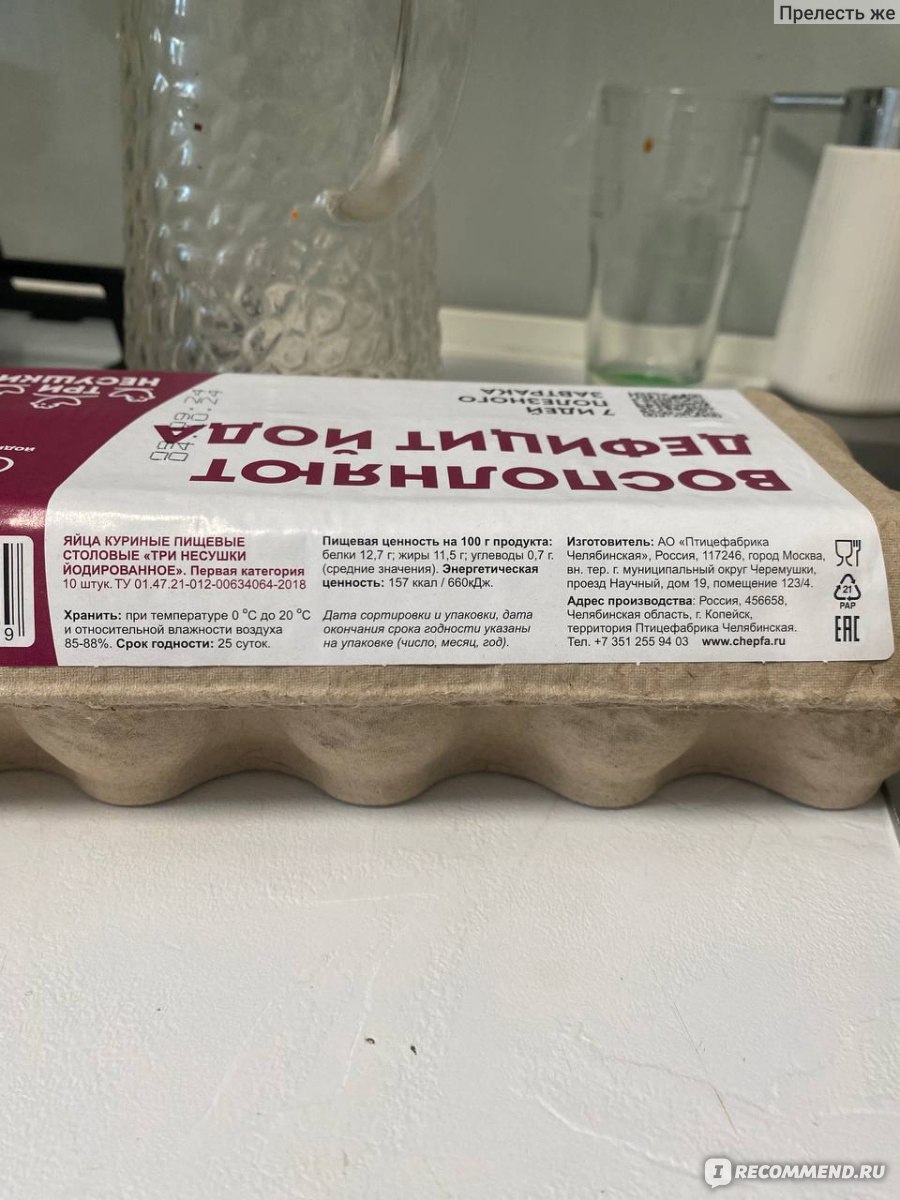 Прелесть же
ТРИ
НЕСУШКИ
09.09.24
04.10.24
7 ИДЕЙ
ПОЛЕЗНОГО
ЗАВТРАКА
ВОСПОЛНЯЮТ
ДЕФИЦИТ ЙОДА
ЯЙЦА КУРИНЫЕ ПИЩЕВЫЕ
СТОЛОВЫЕ «ТРИ НЕСУШКИ
ЙОДИРОВАННОЕ». Первая категория
10 штук. ТУ 01.47.21-012-00634064-2018
Хранить: при температуре 0 °С до 20 °С
и относительной влажности воздуха
85-88%. Срок годности: 25 суток.
Пищевая ценность на 100 г продукта:
белки 12,7 г; жиры 11,5 г; углеводы 0,7 г.
(средние значения). Энергетическая
ценность: 157 ккал / 660кДж.
Дата сортировки и упаковки, дата
окончания срока годности указаны
на упаковке (число, месяц, год).
Изготовитель: АО «Птицефабрика
Челябинская», Россия, 117246, город Москва,
вн. тер. г. муниципальный округ Черемушки,
проезд Научный, дом 19, помещение 123/4.
Адрес производства: Россия, 456658,
Челябинская область, г. Копейск,
территория Птицефабрика Челябинская.
Тел. +7 351 255 94 03 www.chepfa.ru
21
PAP
EAC
9
IRECOMMEND.RU